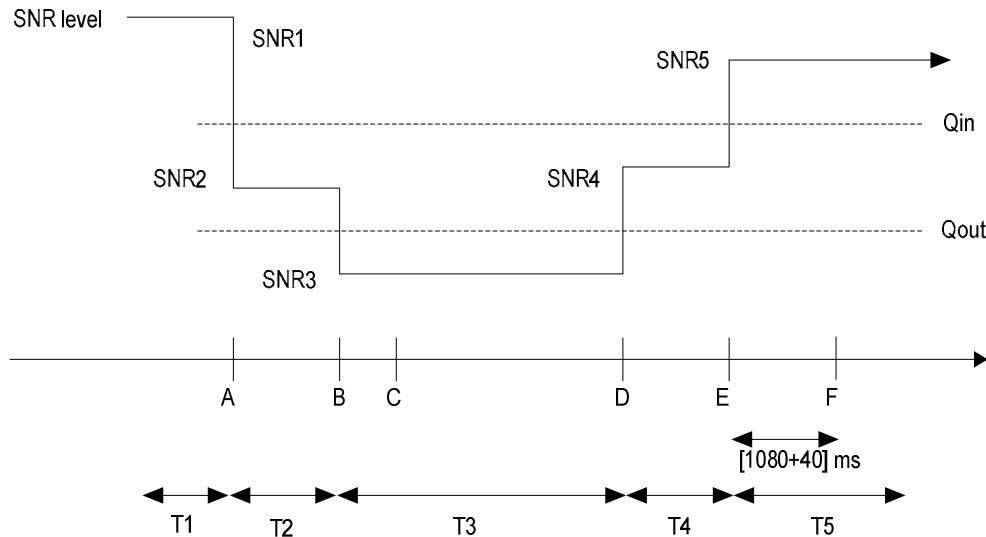 SNR level
SNR1
SNR5
Qin
SNR2
SNR4
Qout
SNR3
A
B
C
D
E
F
[1080+40] ms
T1
T2
T3
T4
T5